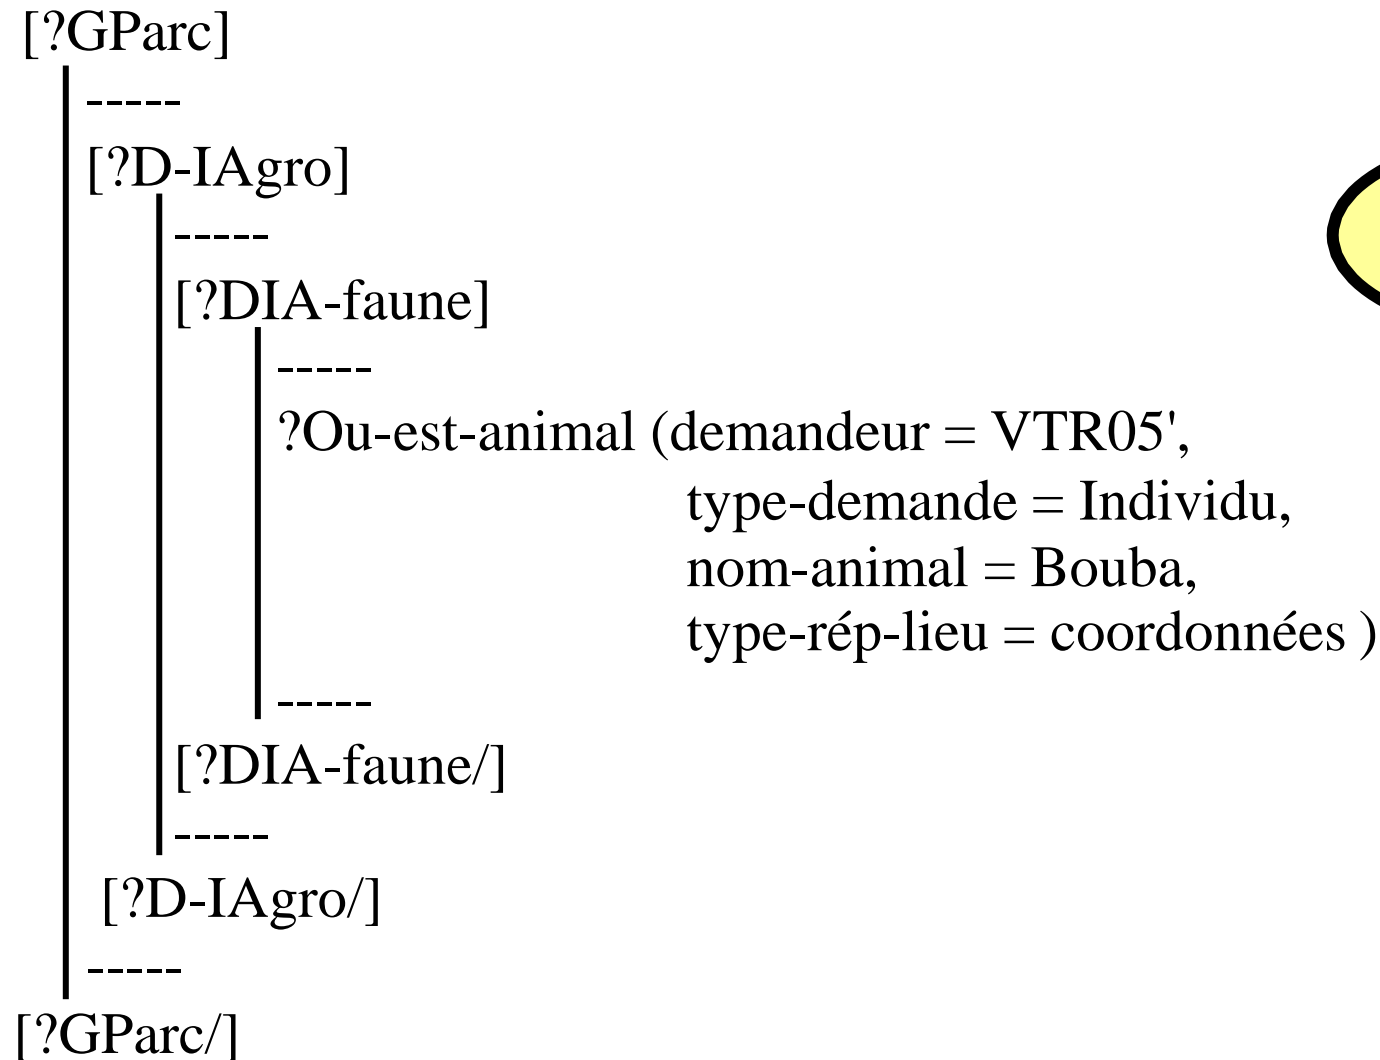 [?GParc]
-----
[?D-IAgro]
-----
[?DIA-faune]
-----
?Ou-est-animal (demandeur = VTR05',
type-demande = Individu,
nom-animal = Bouba,
type-rép-lieu = coordonnées )
-----
[?DIA-faune/]
-----
[?D-IAgro/]
-----
[?GParc/]